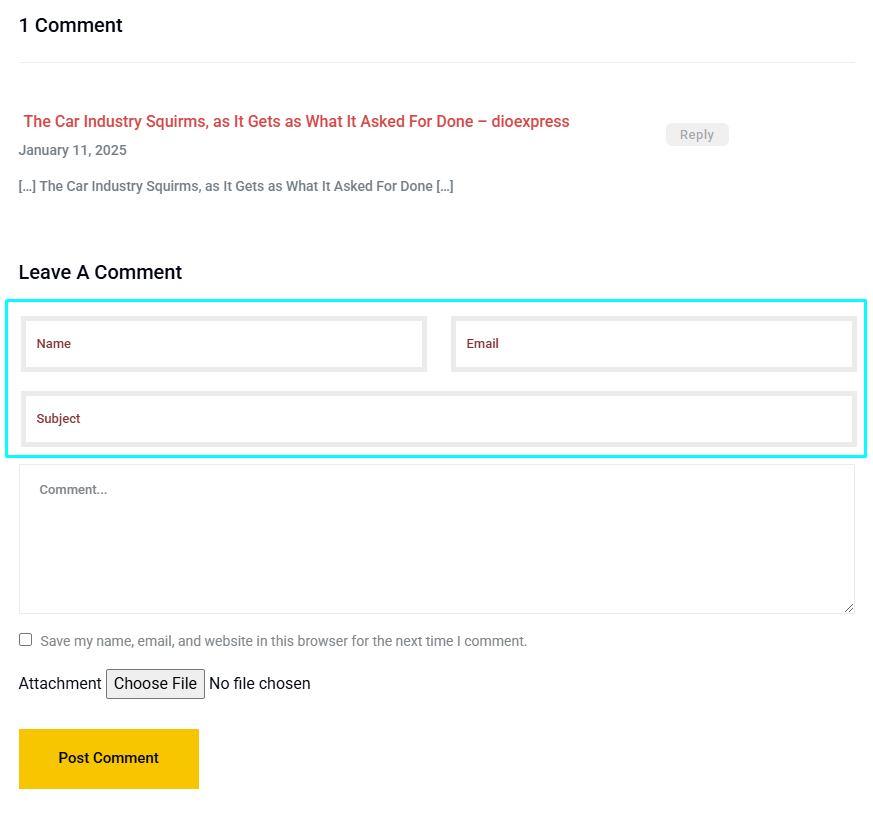 1 Comment
The Car Industry Squirms, as It Gets as What It Asked For Done – dioexpress
Reply
January 11, 2025
[…] The Car Industry Squirms, as It Gets as What It Asked For Done […]
Leave A Comment
Name
Email
Subject
Comment...
Save my name, email, and website in this browser for the next time I comment.
Attachment Choose File No file chosen
Post Comment